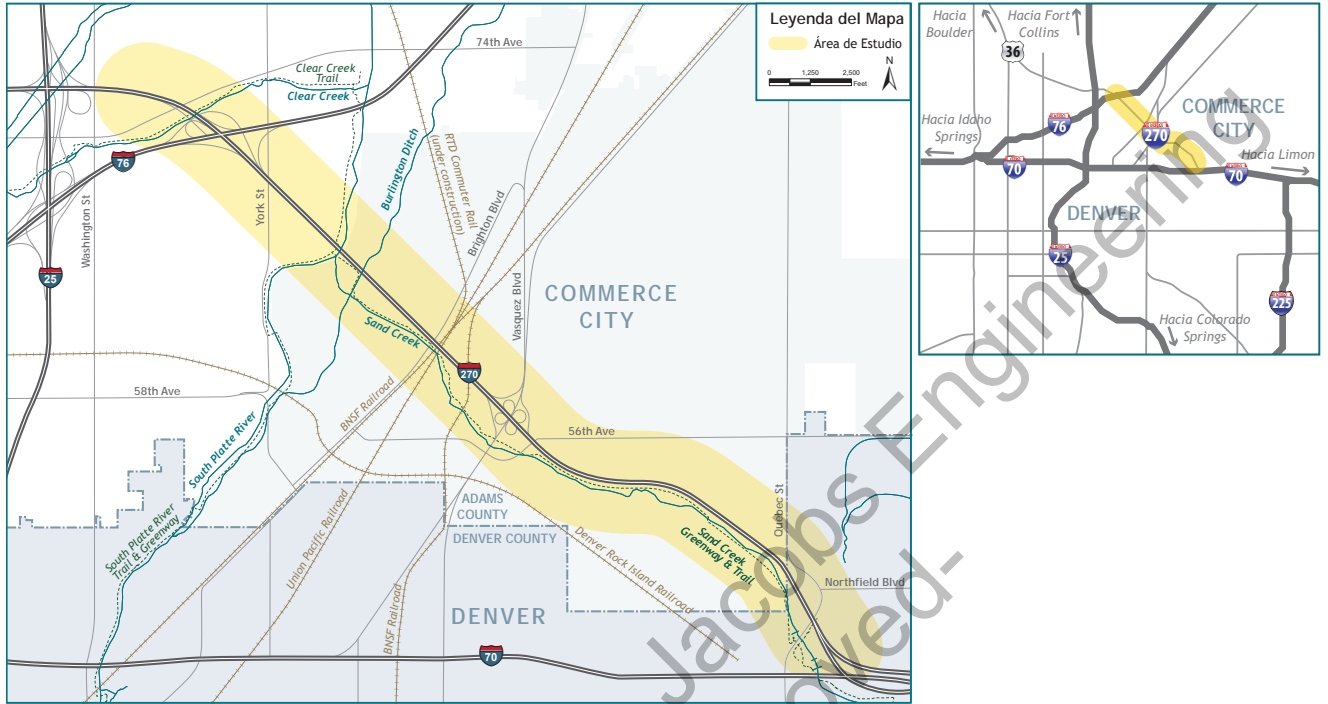 Leyenda del Mapa
Área de Estudio
N
0 1,250 2,500
Feet
74th Ave
Clear Creek
Trail
Clear Creek
Burlington Ditch
RTD Commuter Rail
(under construction)
Brighton Blvd
76
Washington St
York St
25
Vasquez Blvd
COMMERCE
CITY
Sand Creek
270
58th Ave
BNSF Railroad
56th Ave
South Platte River
South Platte River
Trail & Greenway
Union Pacific Railroad
ADAMS
COUNTY
DENVER COUNTY
Denver Rock Island Railroad
Sand Creek
Greenway & Trail
Quebec St
Northfield Blvd
DENVER
BNSF Railroad
70
Hacia
Boulder
Hacia Fort
Collins
36
COMMERCE
CITY
Hacia Idaho
Springs
76
270
Hacia Limon
70
70
DENVER
25
225
Hacia Colorado
Springs
Jacobs Engineering
oved-